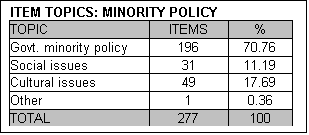 ITEM TOPICS: MINORITY POLICY
TOPIC ITEMS %
Govt. minority policy 196 70.76
Social issues 31 11.19
Cultural issues 49 17.69
Other 1 0.36
TOTAL 277 100